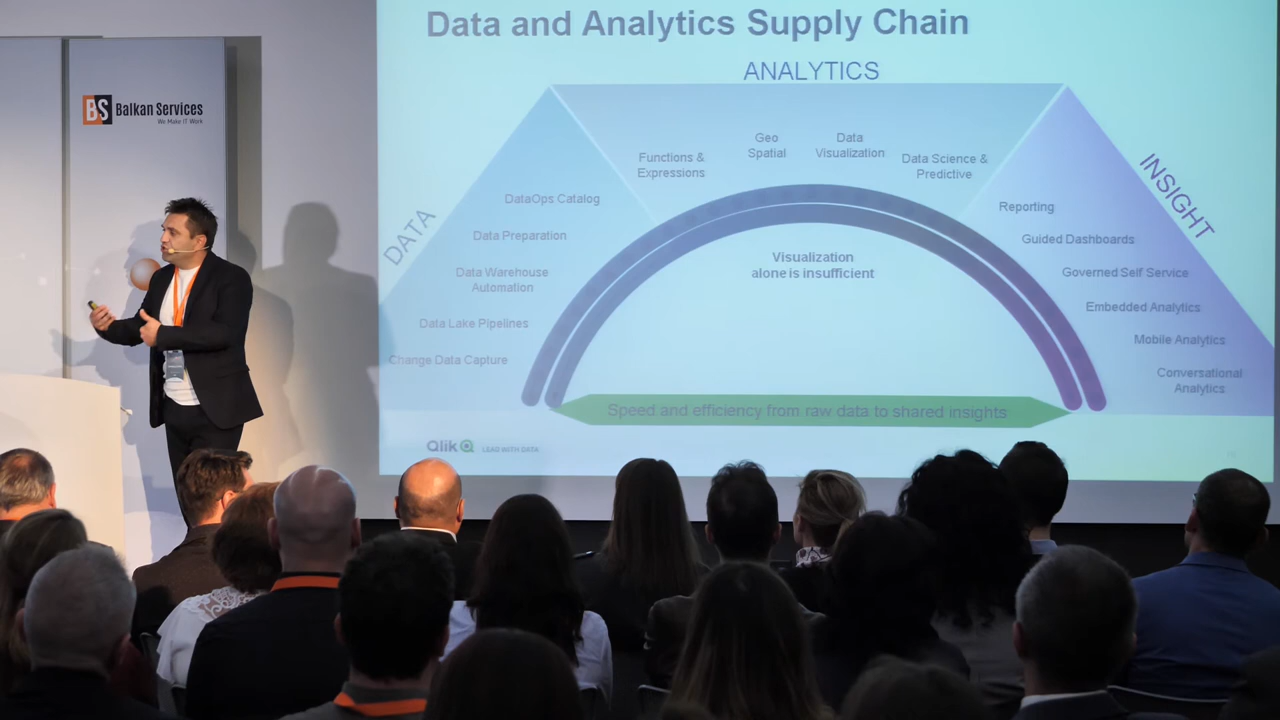 Data and Analytics Supply Chain
BS Balkan Services
We Make IT Work
ANALYTICS
DATA
INSIGHT
Functions &
Expressions
Geo
Spatial
Data
Visualization
Data Science &
Predictive
DataOps Catalog
Data Preparation
Data Warehouse
Automation
Data Lake Pipelines
Change Data Capture
Visualization
alone is insufficient
Reporting
Guided Dashboards
Governed Self Service
Embedded Analytics
Mobile Analytics
Conversational
Analytics
Speed and efficiency from raw data to shared insights
Qlik LEAD WITH DATA